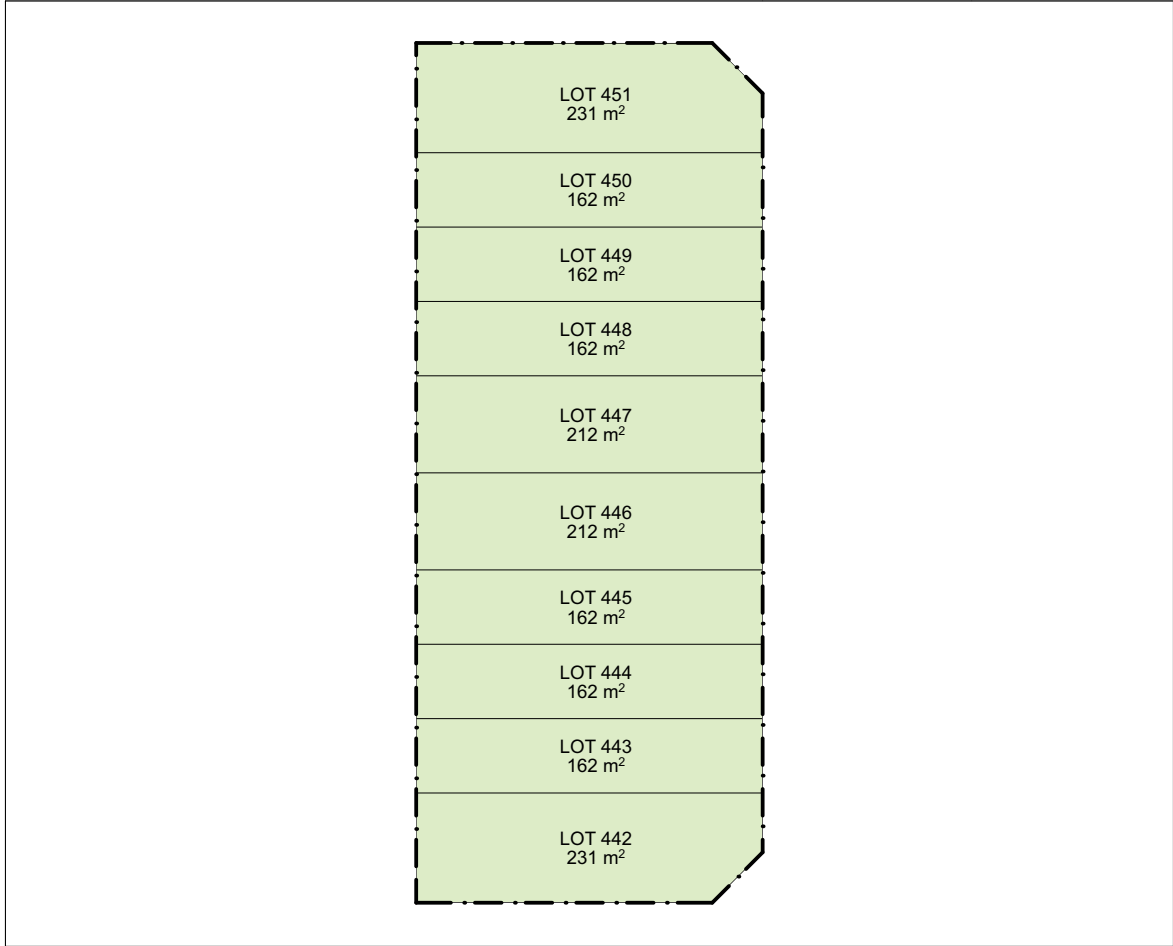 LOT 451
231 m²
LOT 450
162 m²
LOT 449
162 m²
LOT 448
162 m²
LOT 447
212 m²
LOT 446
212 m²
LOT 445
162 m²
LOT 444
162 m²
LOT 443
162 m²
LOT 442
231 m²